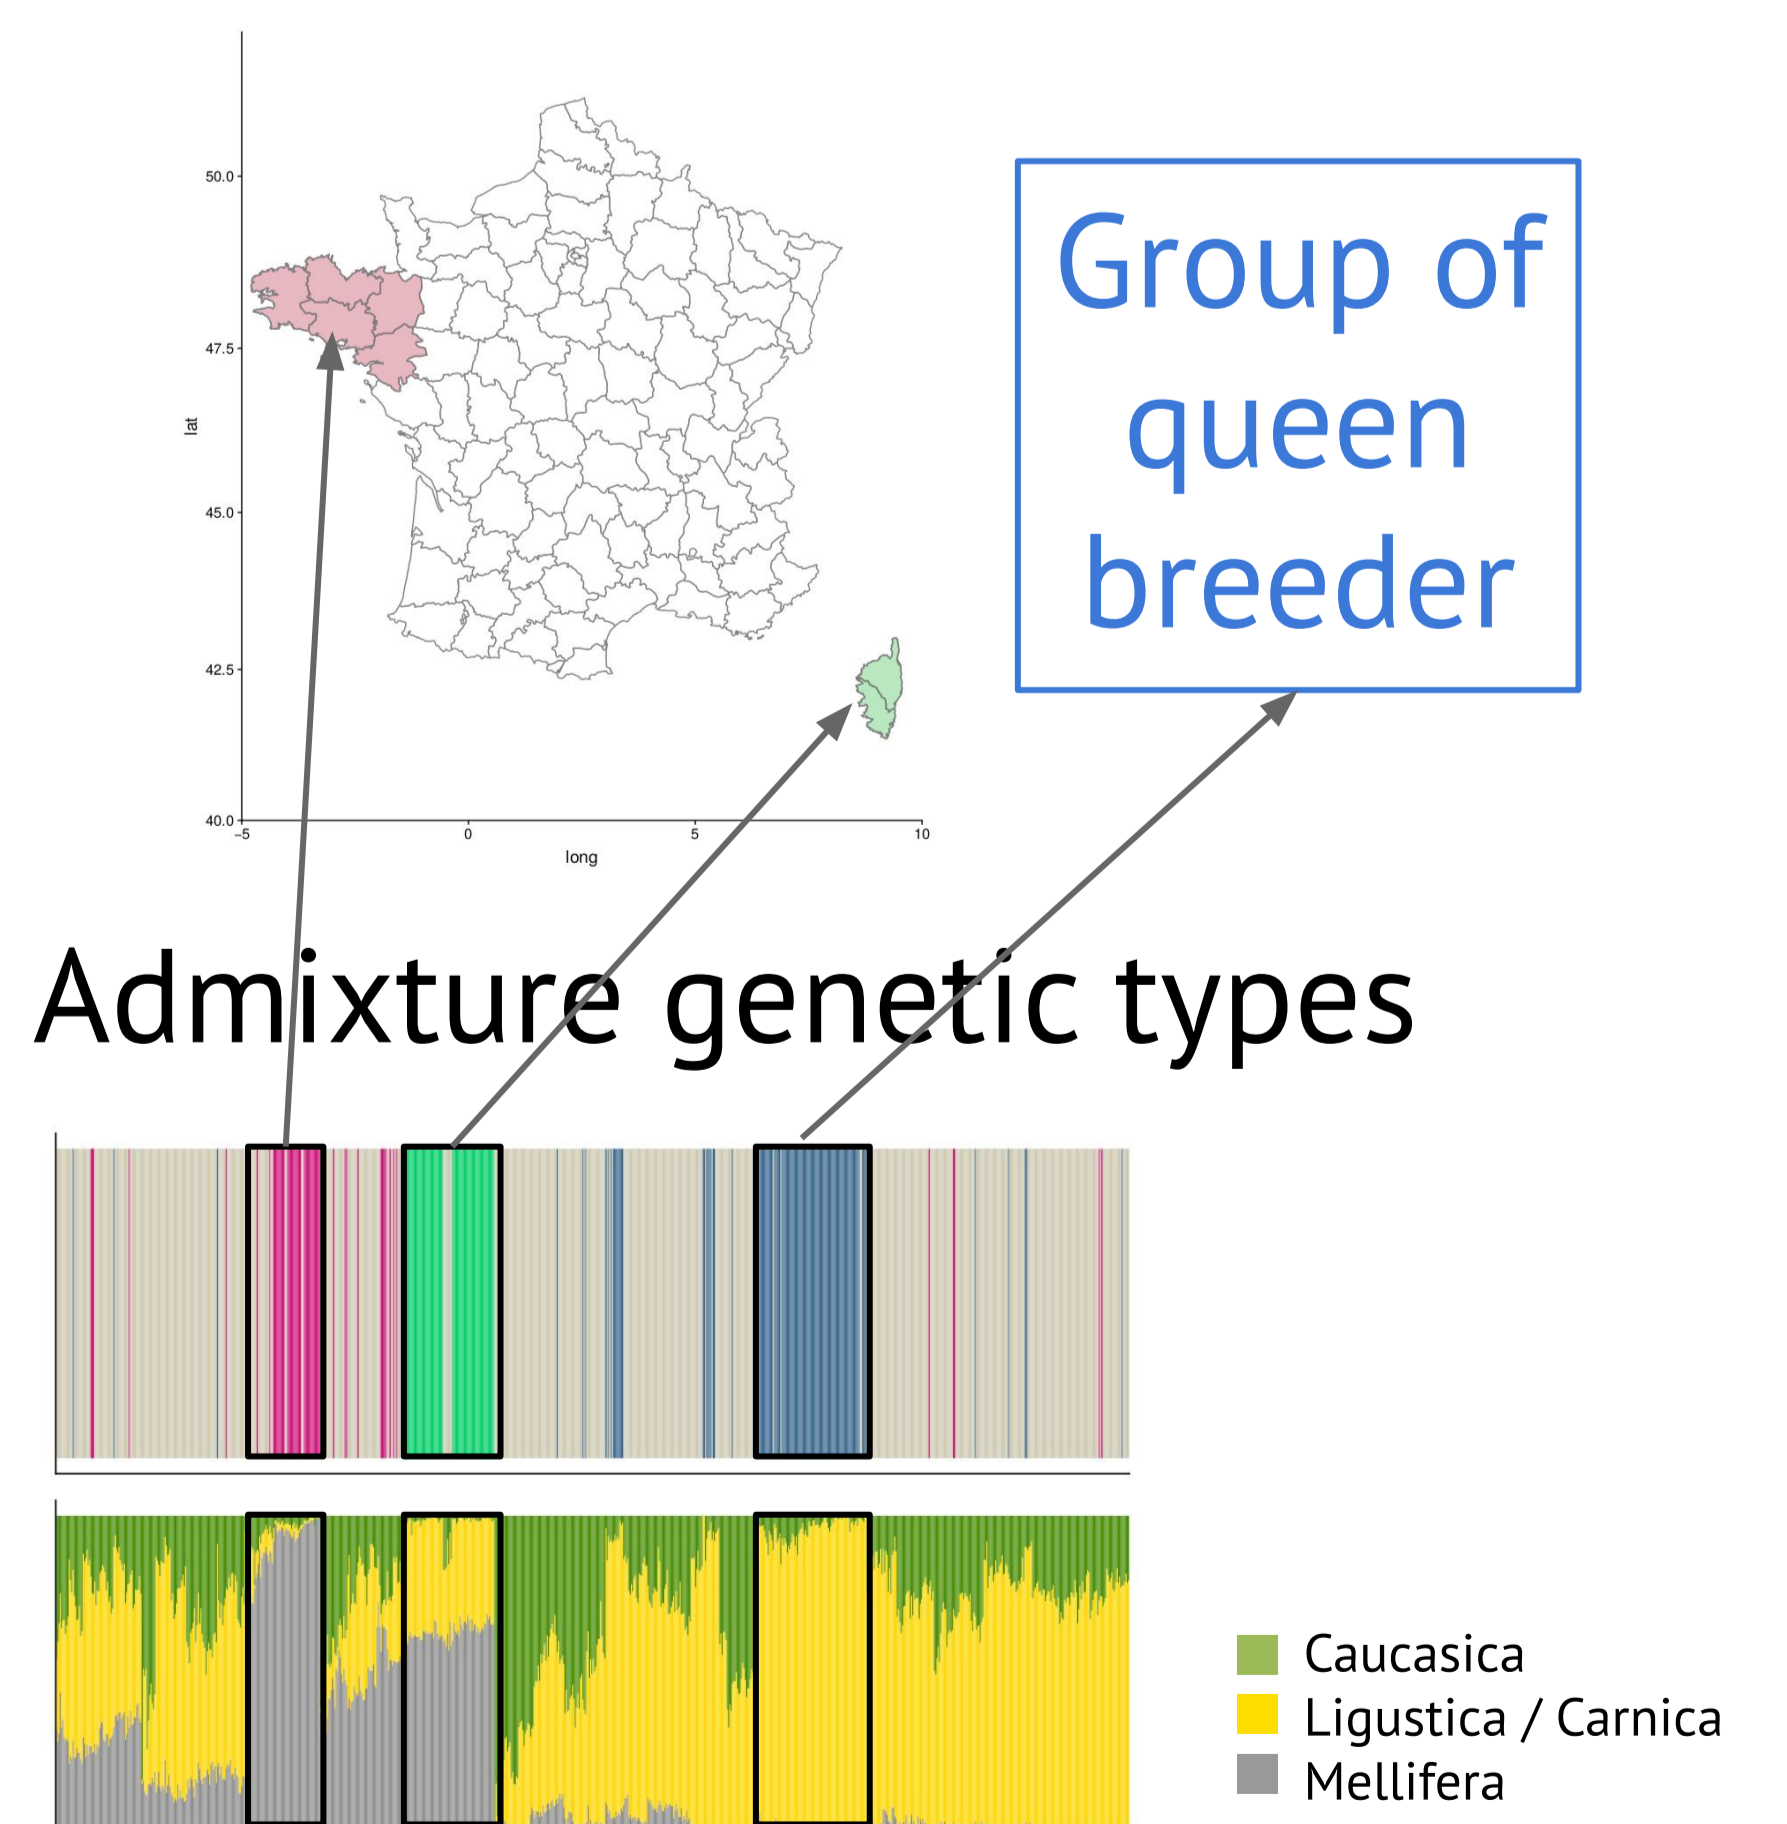 50.0
47.5
45.0
42.5
40.0
lat
−5
0
5
10
long
Group of
queen
breeder
Admixture genetic types
Caucasica
Ligustica / Carnica
Mellifera